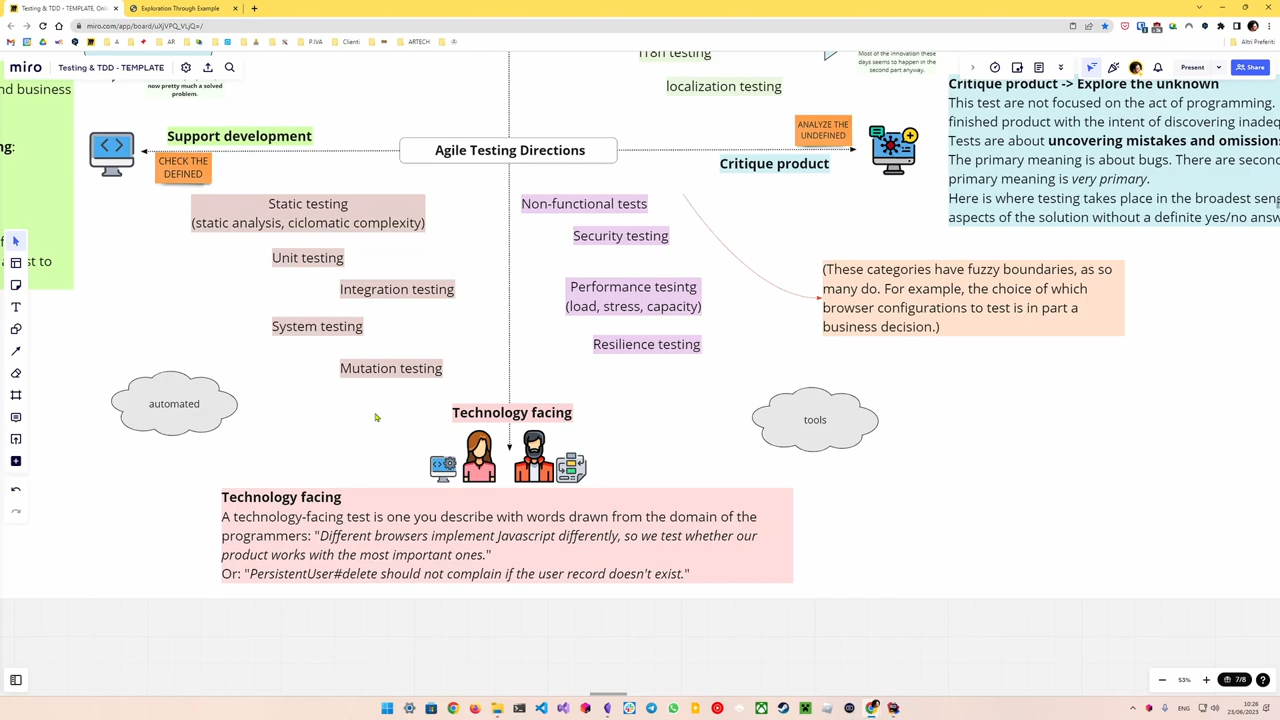 Testing & TDD - TEMPLATE, Onli
Exploration Through Example
miro.com/app/board/uXjVPQ_VLjQ=/
A
AR
P.IVA
Clienti
ARTECH
Altri Preferiti
miro
Testing & TDD - TEMPLATE
Present
Share
now pretty much a solved
problem.
nd business
ng:
f
st to
i18n testing
localization testing
Most of the innovation these
days seems to happen in the
second part anyway.
Support development
CHECK THE
DEFINED
Agile Testing Directions
ANALYZE THE
UNDEFINED
Critique product
Critique product -> Explore the unknown
This test are not focused on the act of programming.
finished product with the intent of discovering inadeq
Tests are about uncovering mistakes and omission
The primary meaning is about bugs. There are second
primary meaning is very primary.
Here is where testing takes place in the broadest seng
aspects of the solution without a definite yes/no answ
Static testing
(static analysis, ciclomatic complexity)
Unit testing
Integration testing
System testing
Mutation testing
Non-functional tests
Security testing
Performance tesintg
(load, stress, capacity)
Resilience testing
(These categories have fuzzy boundaries, as so
many do. For example, the choice of which
browser configurations to test is in part a
business decision.)
automated
tools
Technology facing
Technology facing
A technology-facing test is one you describe with words drawn from the domain of the
programmers: "Different browsers implement Javascript differently, so we test whether our
product works with the most important ones."
Or: "PersistentUser#delete should not complain if the user record doesn't exist."
53%
7/8
ENG
10:26
23/06/2023